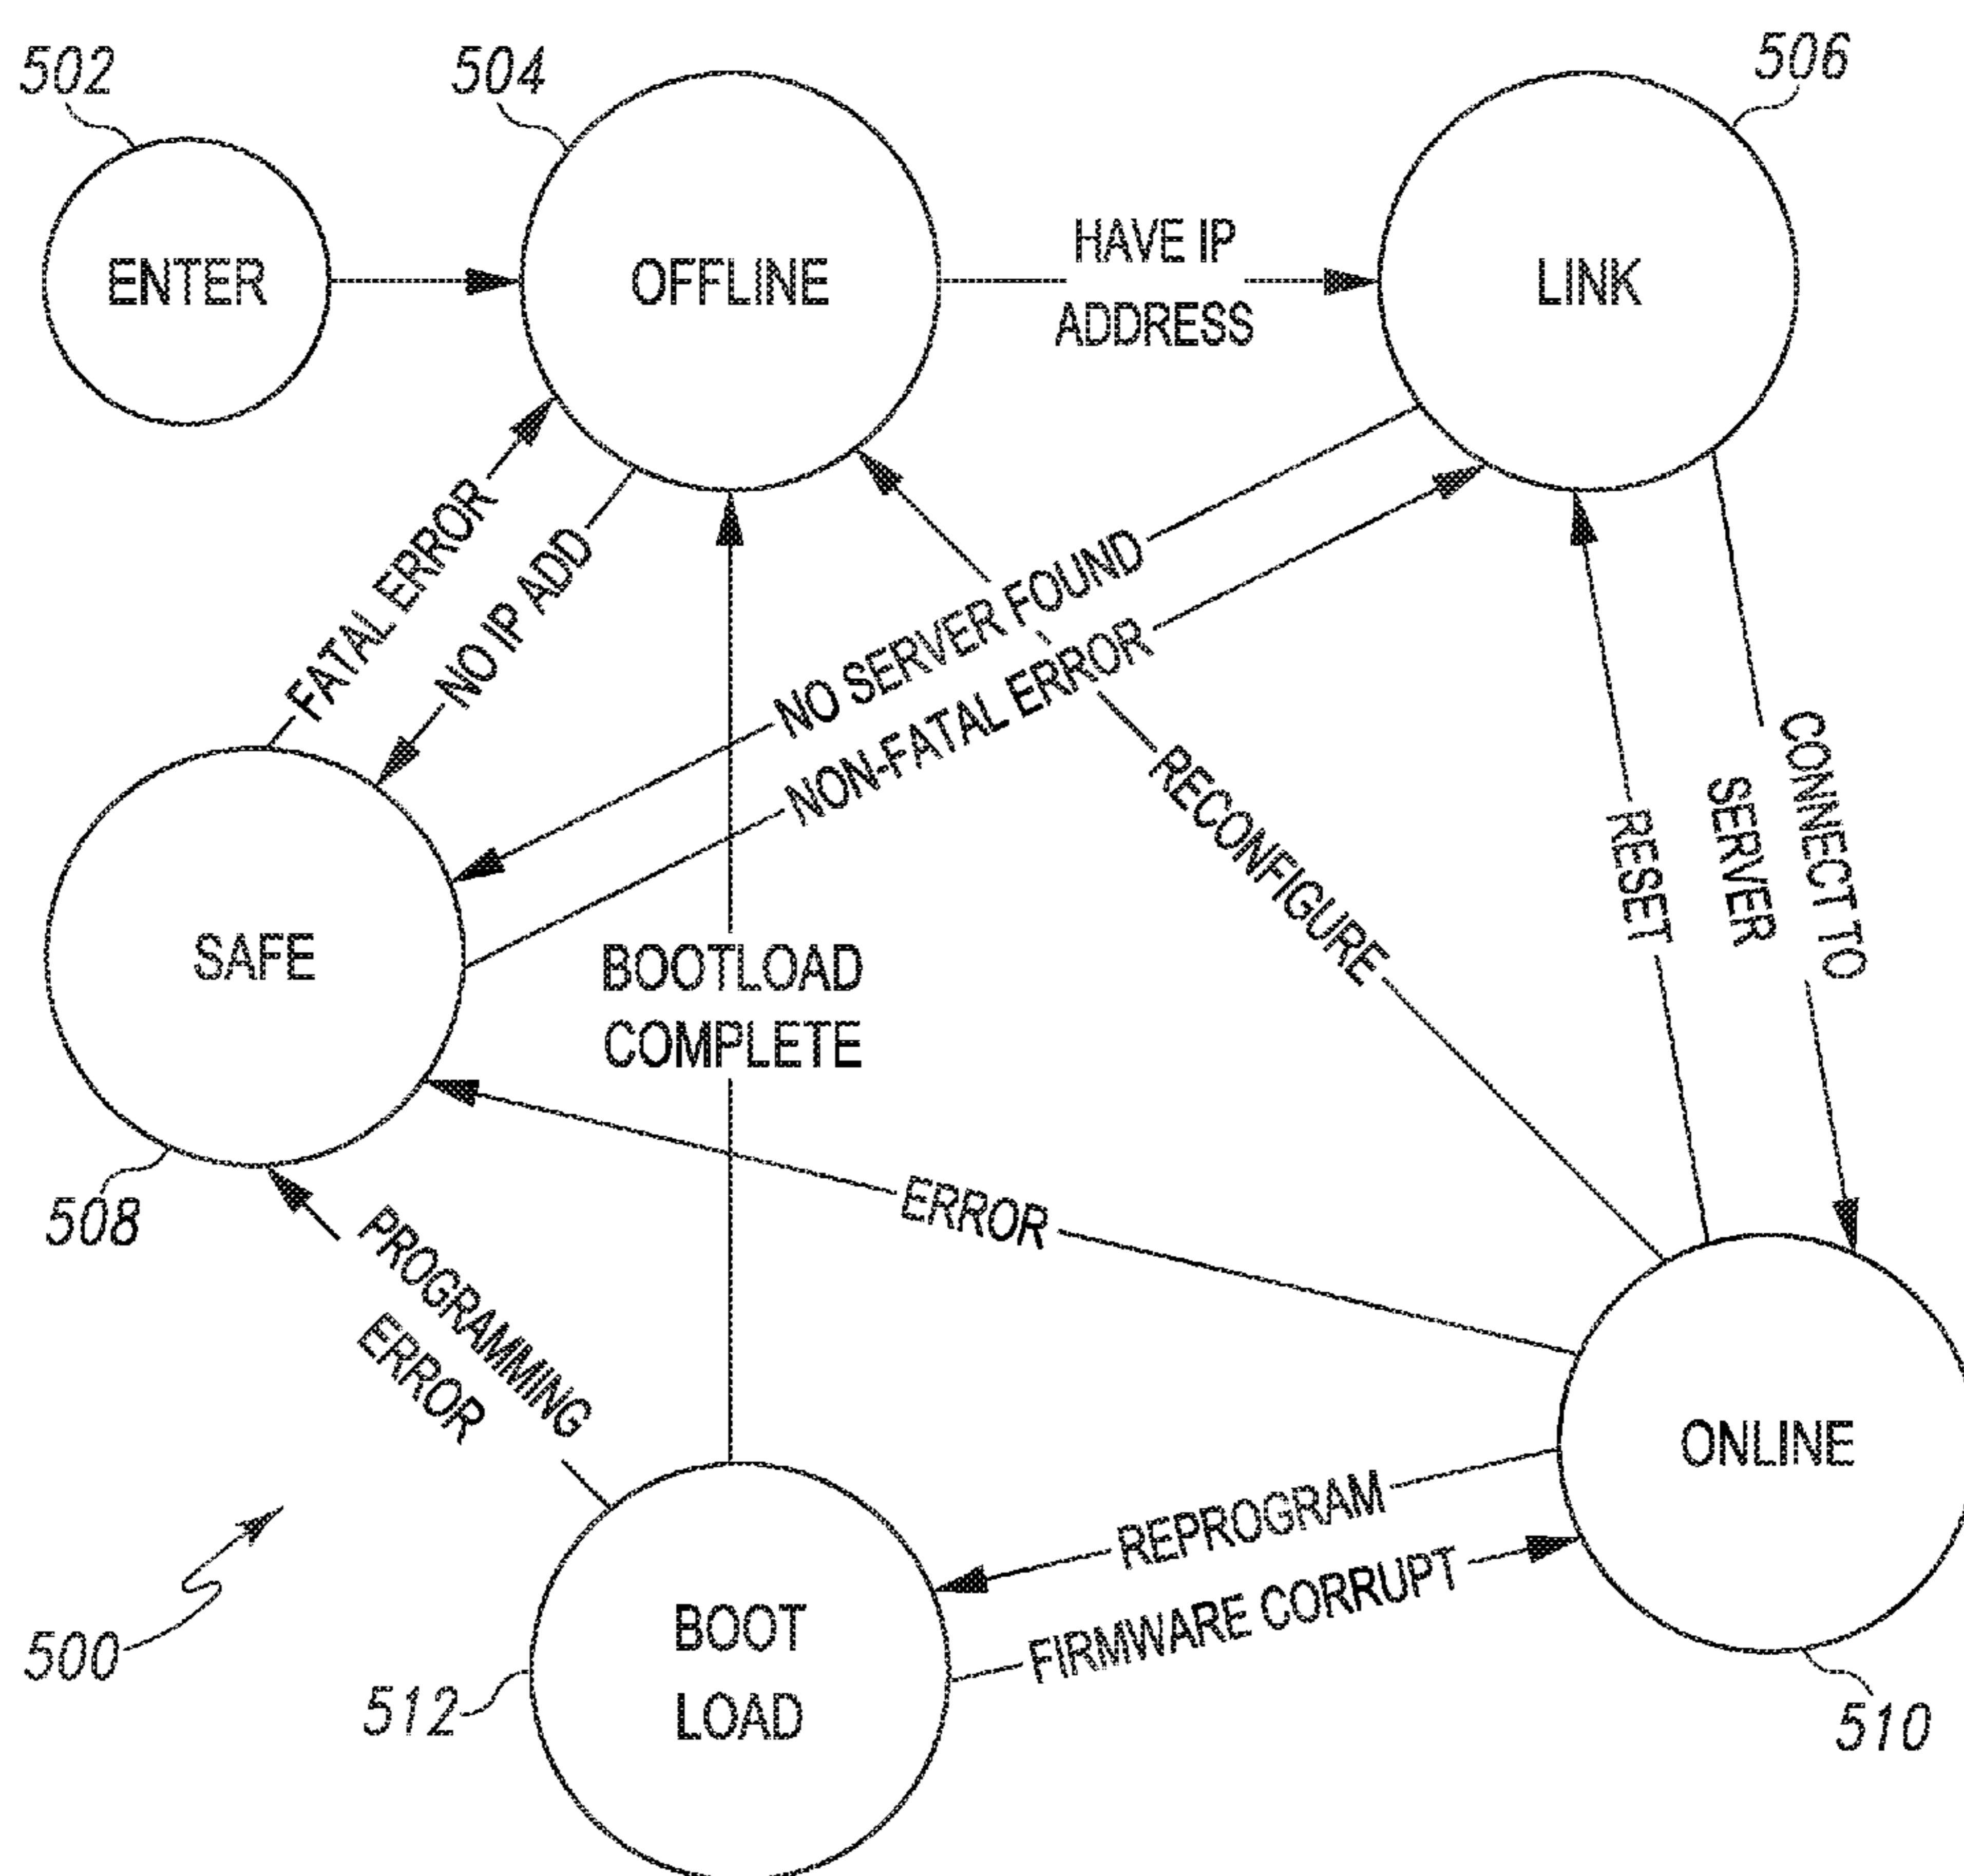 502
504
506
ENTER
OFFLINE
HAVE IP
ADDRESS
LINK
FATAL ERROR
NO IP ADD
NO SERVER FOUND
NON-FATAL ERROR
RECONFIGURE
RESET
CONNECT TO
SERVER
SAFE
BOOTLOAD
COMPLETE
508
PROGRAMMING
ERROR
ERROR
ONLINE
REPROGRAM
FIRMWARE CORRUPT
500
512
BOOT
LOAD
510